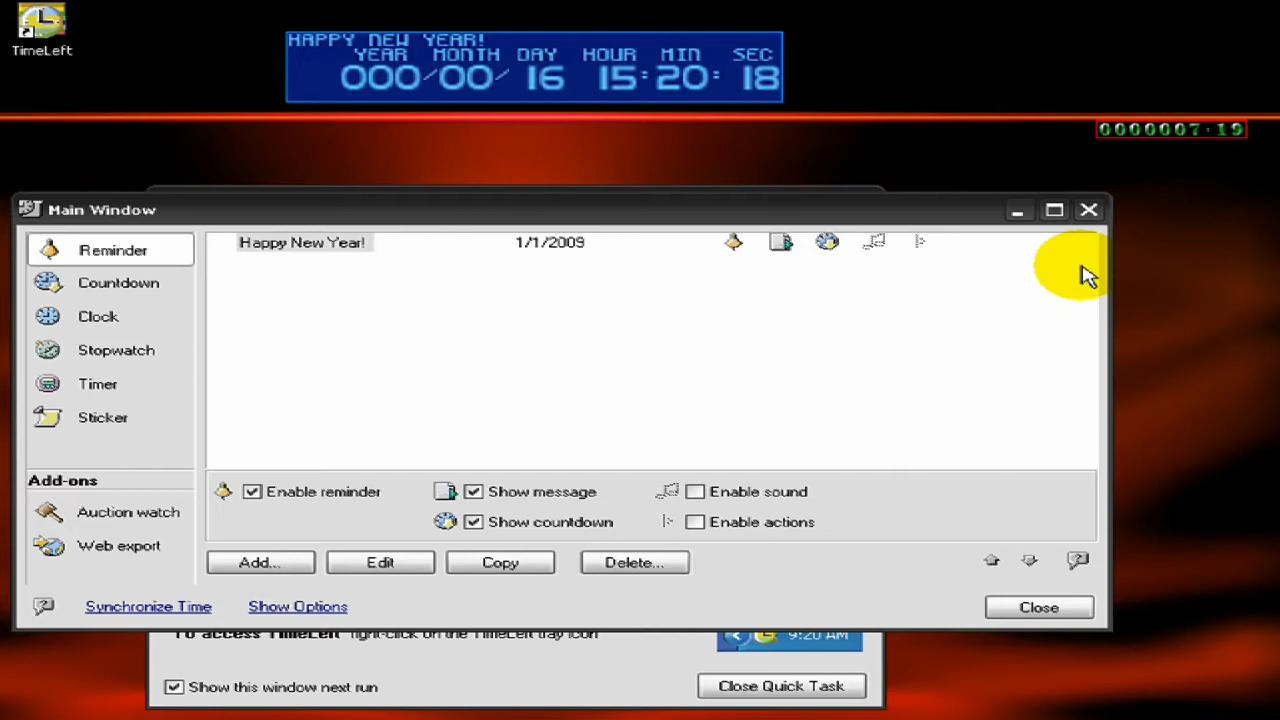 TimeLeft
HAPPY NEW YEAR!
YEAR MONTH DAY HOUR MIN SEC
000/00/ 16 15:20:18
0000007:19
Main Window
Happy New Year! 1/1/2009
Reminder
Countdown
Clock
Stopwatch
Timer
Sticker
Add-ons
Auction watch
Web export
Enable reminder Show message Enable sound
Show countdown Enable actions
Add... Edit Copy Delete...
Synchronize Time Show Options
Close
To access TimeLeft right-click on the TimeLeft tray icon
9:20 AM
Show this window next run
Close Quick Task